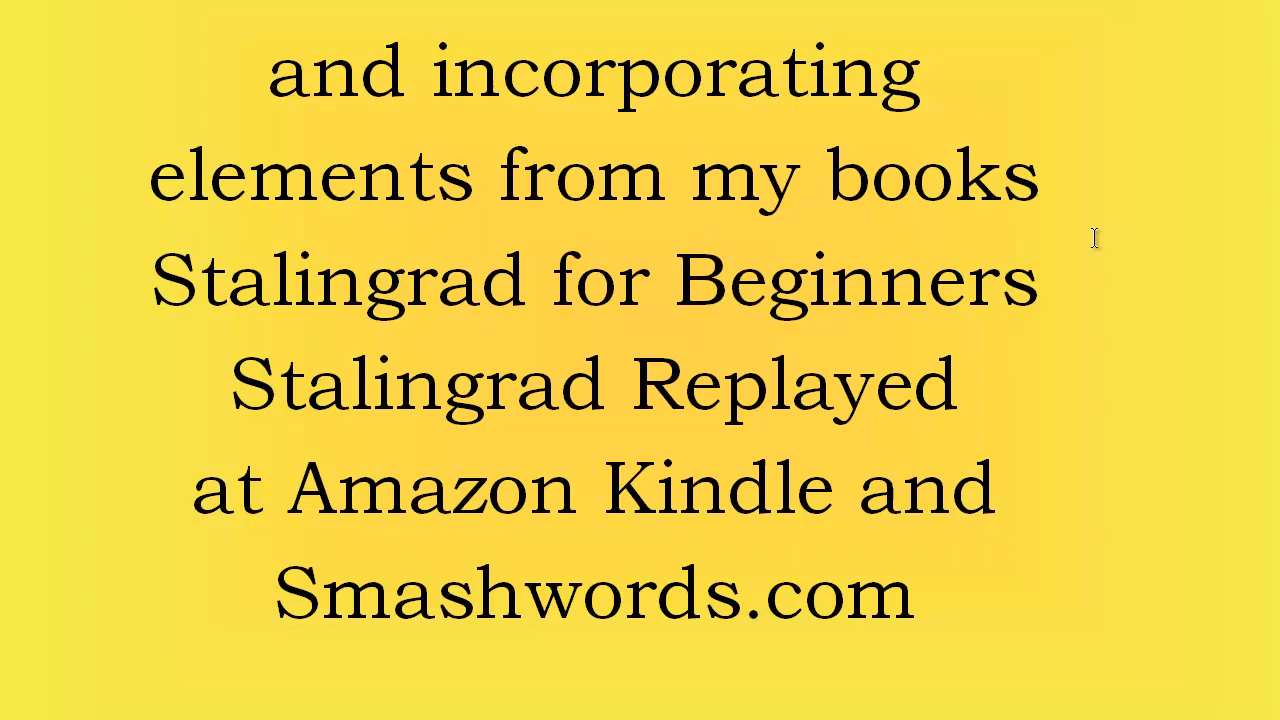 and incorporating
elements from my books
Stalingrad for Beginners
Stalingrad Replayed
at Amazon Kindle and
Smashwords.com